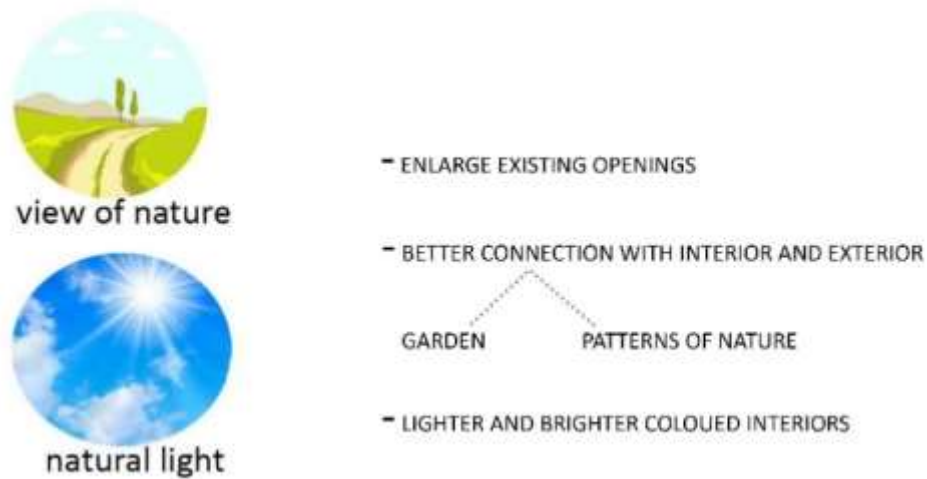 view of nature
natural light
- ENLARGE EXISTING OPENINGS
- BETTER CONNECTION WITH INTERIOR AND EXTERIOR
GARDEN PATTERNS OF NATURE
- LIGHTER AND BRIGHTER COLOUED INTERIORS